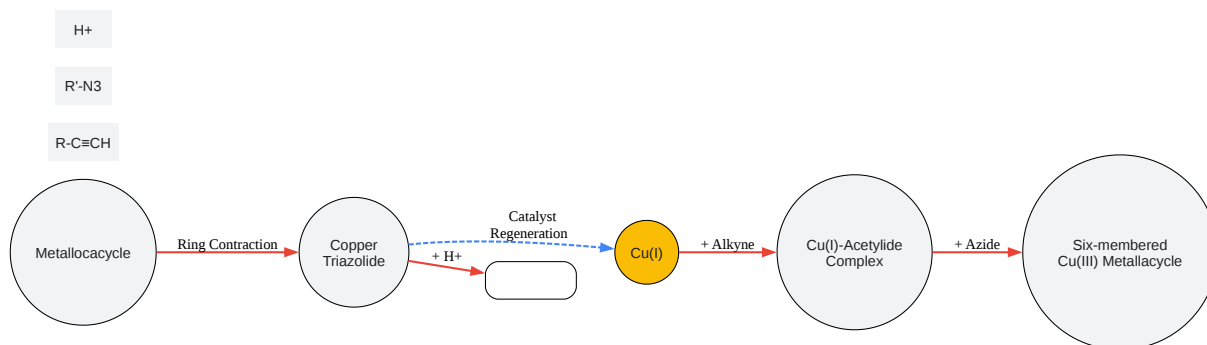 H+
R'-N3
R-C≡CH
Metallocacycle
Ring Contraction
Copper
Triazolide
Catalyst
Regeneration
+ H+
Cu(I)
+ Alkyne
Cu(I)-Acetylide
Complex
+ Azide
Six-membered
Cu(III) Metallacycle